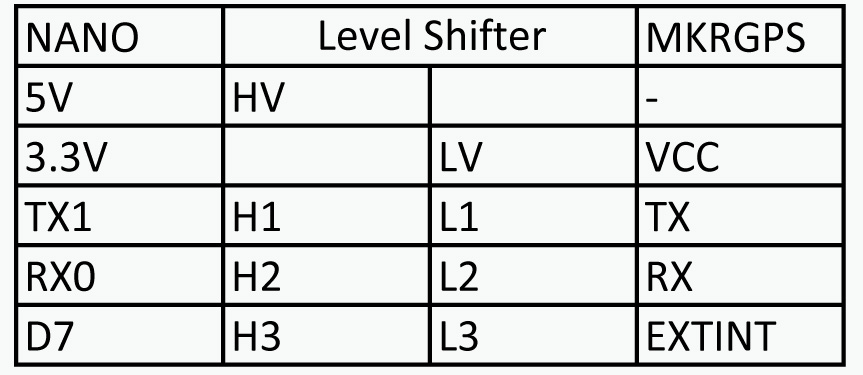 NANO Level Shifter MKRGPS
5V HV -
3.3V LV VCC
TX1 H1 L1 TX
RX0 H2 L2 RX
D7 H3 L3 EXTINT